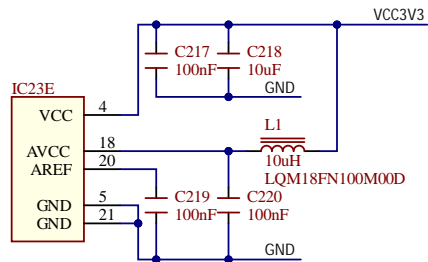 VCC3V3
C217 C218
100nF 10uF
IC23E
GND
VCC 4
L1
AVCC 18
10uH
AREF 20
LQM18FN100M00D
C219 C220
GND 5
100nF 100nF
GND 21
GND